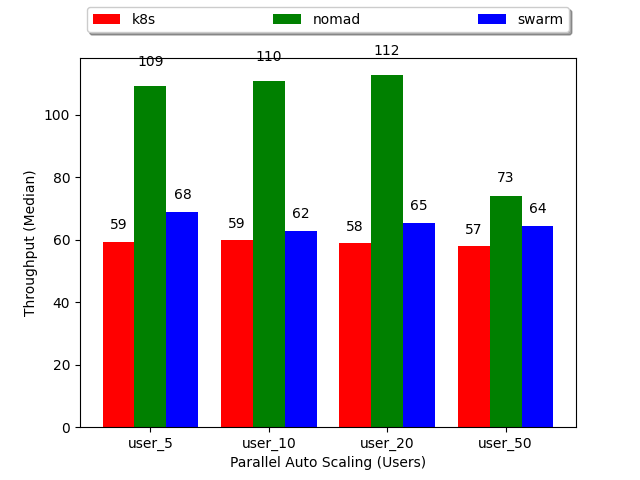 k8s nomad swarm
109 110 112
59 68 59 62 58 65 57 73 64
Throughput (Median)
100
80
60
40
20
0
user_5 user_10 user_20 user_50
Parallel Auto Scaling (Users)